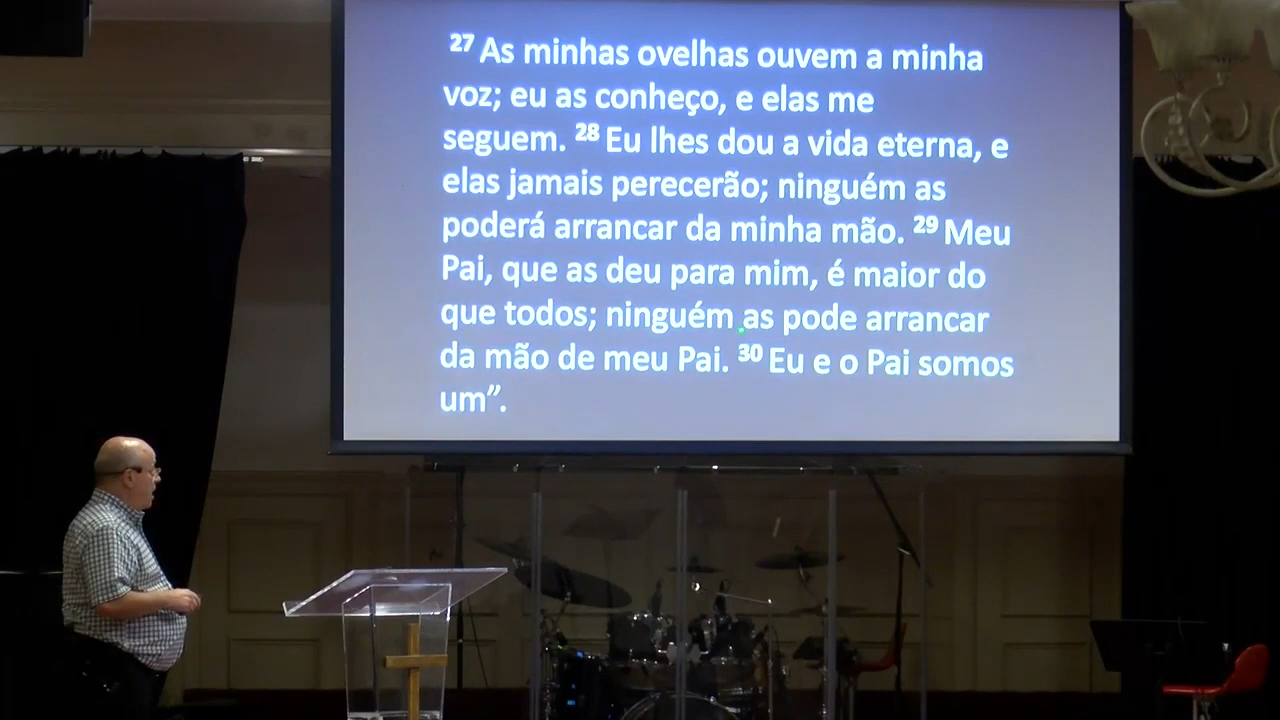 27 As minhas ovelhas ouvem a minha
voz; eu as conheço, e elas me
seguem. 28 Eu lhes dou a vida eterna, e
elas jamais perecerão; ninguém as
poderá arrancar da minha mão. 29 Meu
Pai, que as deu para mim, é maior do
que todos; ninguém as pode arrancar
da mão de meu Pai. 30 Eu e o Pai somos
um”.